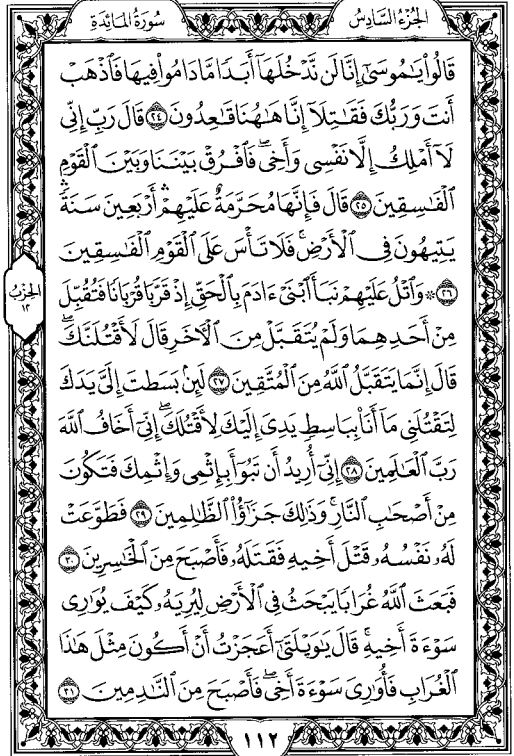 الجزء السادس
سورة المائدة
قَالُوا۟ يَـٰمُوسَىٰٓ إِنَّا لَن نَّدْخُلَهَآ أَبَدًا مَّا دَامُوا۟ فِيهَا فَٱذْهَبْ
أَنتَ وَرَبُّكَ فَقَـٰتِلَآ إِنَّا هَـٰهُنَا قَـٰعِدُونَ ٢٤ قَالَ رَبِّ إِنِّى
لَآ أَمْلِكُ إِلَّا نَفْسِى وَأَخِى ۖ فَٱفْرُقْ بَيْنَنَا وَبَيْنَ ٱلْقَوْمِ
ٱلْفَـٰسِقِينَ ٢٥ قَالَ فَإِنَّهَا مُحَرَّمَةٌ عَلَيْهِمْ ۛ أَرْبَعِينَ سَنَةً ۛ
يَتِيهُونَ فِى ٱلْأَرْضِ ۚ فَلَا تَأْسَ عَلَى ٱلْقَوْمِ ٱلْفَـٰسِقِينَ
٢٦ ۞ وَٱتْلُ عَلَيْهِمْ نَبَأَ ٱبْنَىْ ءَادَمَ بِٱلْحَقِّ إِذْ قَرَّبَا قُرْبَانًا فَتُقُبِّلَ
الحزب
١٣
مِنْ أَحَدِهِمَا وَلَمْ يُتَقَبَّلْ مِنَ ٱلْـَٔاخَرِ قَالَ لَأَقْتُلَنَّكَ ۖ
قَالَ إِنَّمَا يَتَقَبَّلُ ٱللَّهُ مِنَ ٱلْمُتَّقِينَ ٢٧ لَئِنۢ بَسَطتَ إِلَىَّ يَدَكَ
لِتَقْتُلَنِى مَآ أَنَا۠ بِبَاسِطٍ يَدِىَ إِلَيْكَ لِأَقْتُلَكَ ۖ إِنِّىٓ أَخَافُ ٱللَّهَ
رَبَّ ٱلْعَـٰلَمِينَ ٢٨ إِنِّىٓ أُرِيدُ أَن تَبُوٓأَ بِإِثْمِى وَإِثْمِكَ فَتَكُونَ
مِنْ أَصْحَـٰبِ ٱلنَّارِ ۚ وَذَٰلِكَ جَزَٰٓؤُا۟ ٱلظَّـٰلِمِينَ ٢٩ فَطَوَّعَتْ
لَهُۥ نَفْسُهُۥ قَتْلَ أَخِيهِ فَقَتَلَهُۥ فَأَصْبَحَ مِنَ ٱلْخَـٰسِرِينَ ٣٠
فَبَعَثَ ٱللَّهُ غُرَابًا يَبْحَثُ فِى ٱلْأَرْضِ لِيُرِيَهُۥ كَيْفَ يُوَٰرِى
سَوْءَةَ أَخِيهِ ۚ قَالَ يَـٰوَيْلَتَىٰٓ أَعَجَزْتُ أَنْ أَكُونَ مِثْلَ هَـٰذَا
ٱلْغُرَابِ فَأُوَٰرِىَ سَوْءَةَ أَخِى ۖ فَأَصْبَحَ مِنَ ٱلنَّـٰدِمِينَ ٣١
١١٢